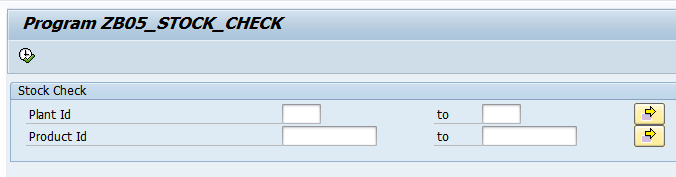 Program ZB05_STOCK_CHECK
Stock Check
Plant Id to
Product Id to